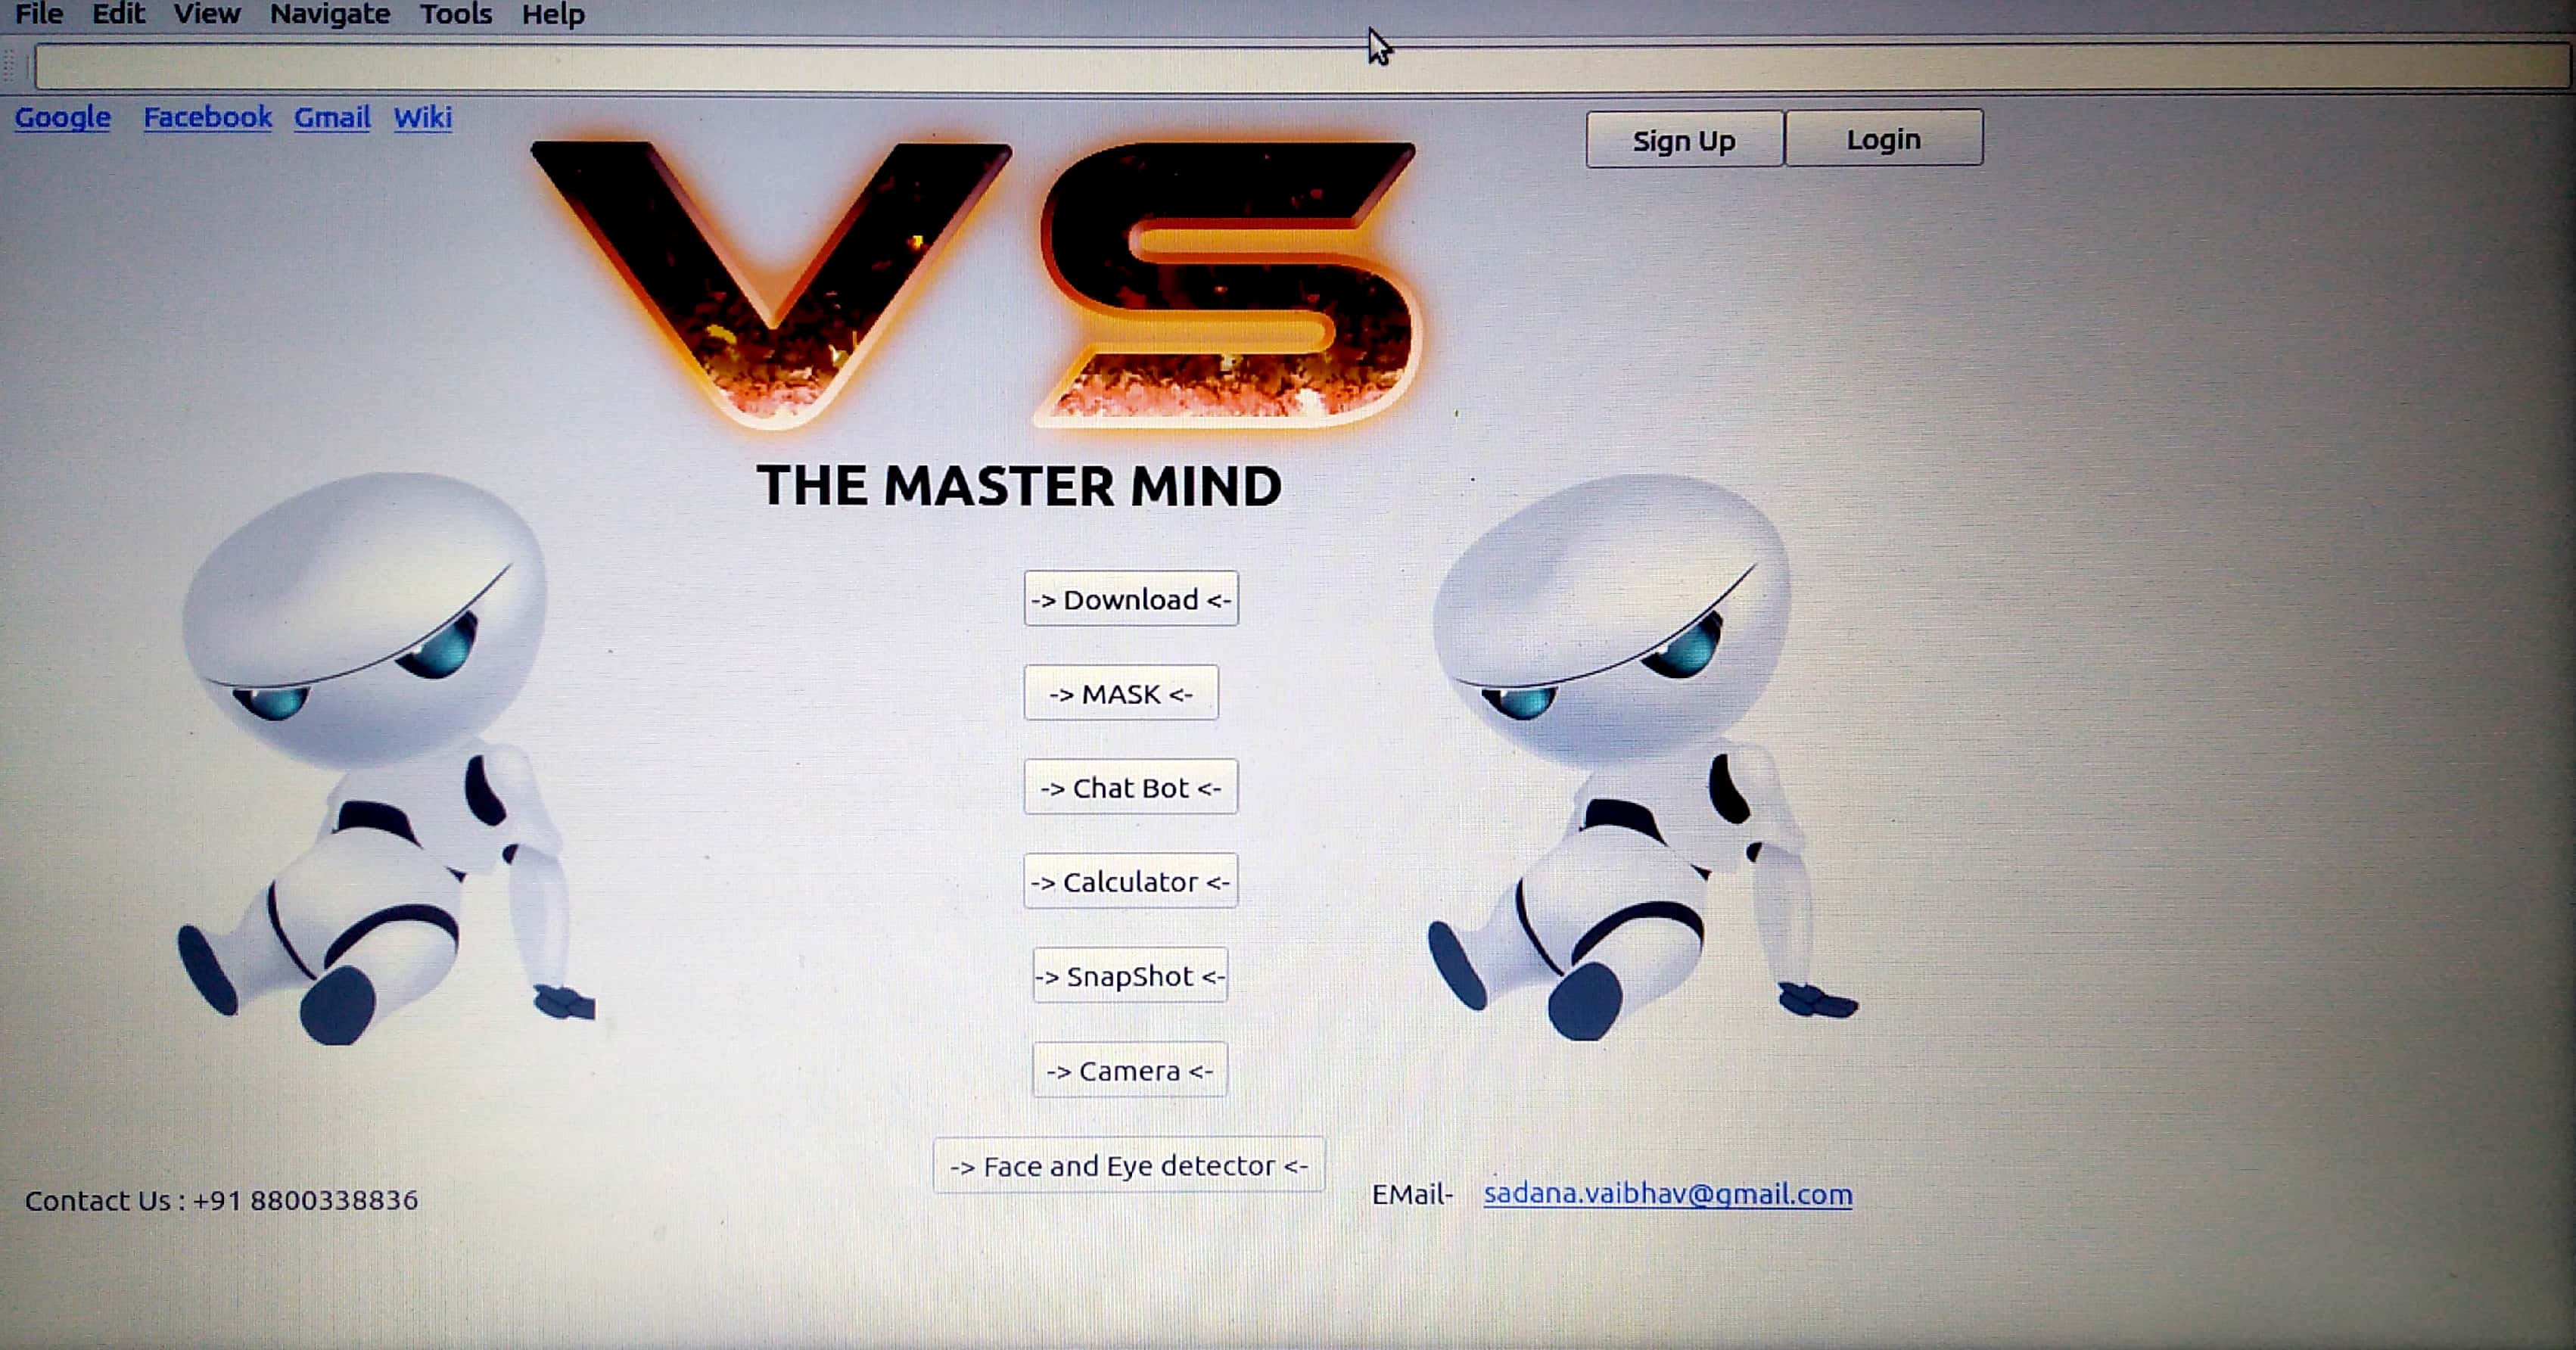 File Edit View Navigate Tools Help
Google Facebook Gmail Wiki
Sign Up Login
VS
THE MASTER MIND
-> Download <-
-> MASK <-
-> Chat Bot <-
-> Calculator <-
-> SnapShot <-
-> Camera <-
-> Face and Eye detector <-
Contact Us : +91 8800338836
EMail- sadana.vaibhav@gmail.com